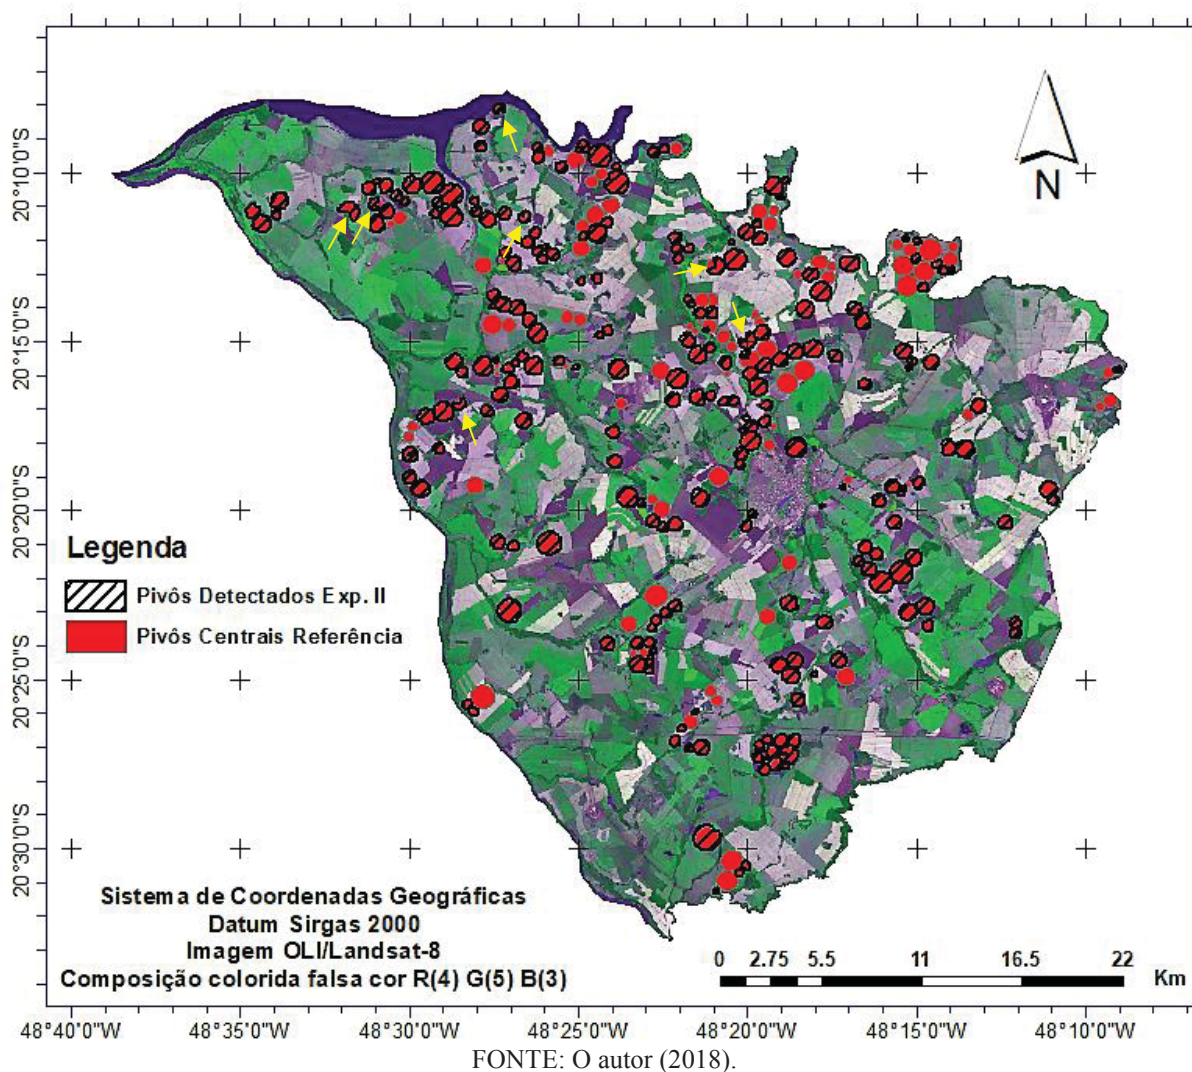 N
20°10'0"S
20°15'0"S
20°20'0"S
20°25'0"S
20°30'0"S
Legenda
Pivôs Detectados Exp. II
Pivôs Centrais Referência
Sistema de Coordenadas Geográficas
Datum Sirgas 2000
Imagem OLI/Landsat-8
Composição colorida falsa cor R(4) G(5) B(3)
0 2.75 5.5 11 16.5 22
Km
48°40'0"W 48°35'0"W 48°30'0"W 48°25'0"W 48°20'0"W 48°15'0"W 48°10'0"W
FONTE: O autor (2018).